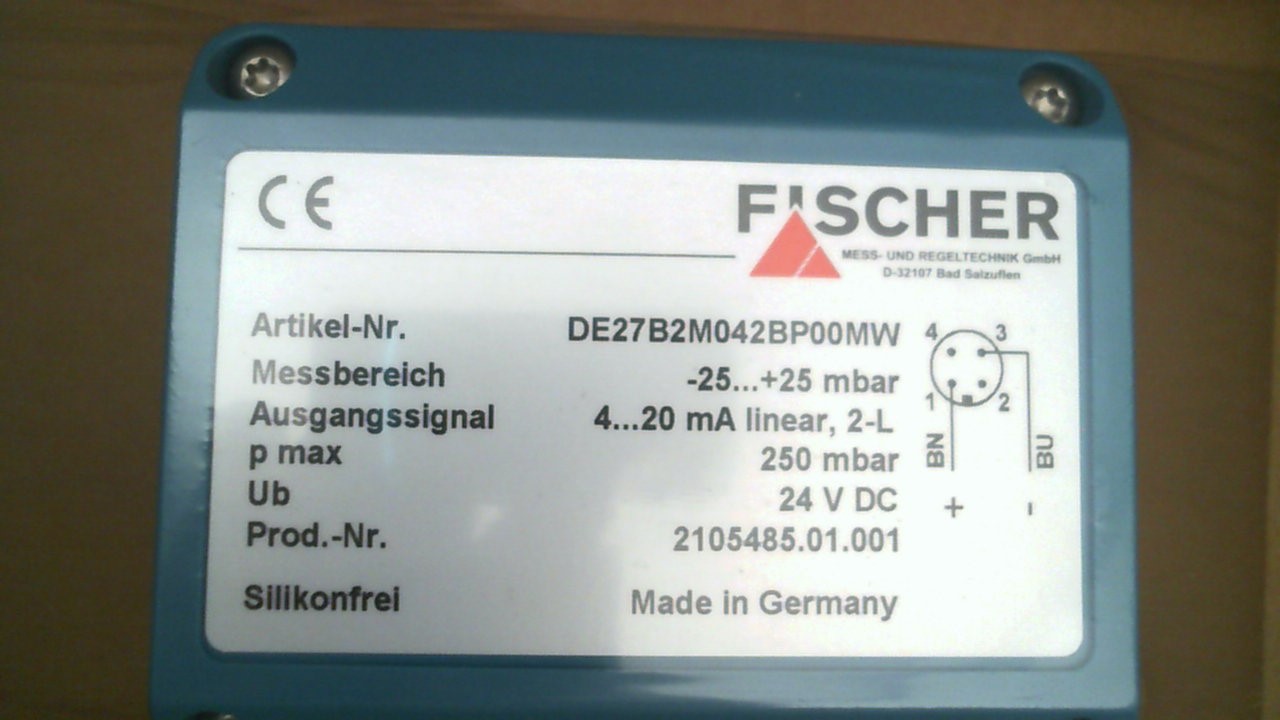 CE
FISCHER
MESS- UND REGELTECHNIK GmbH
D-32107 Bad Salzuflen
Artikel-Nr. DE27B2M042BP00MW
Messbereich -25...+25 mbar
Ausgangssignal 4...20 mA linear, 2-L
p max 250 mbar
Ub 24 V DC
Prod.-Nr. 2105485.01.001
Silikonfrei Made in Germany
4 3
1 2
BN BU
+ -